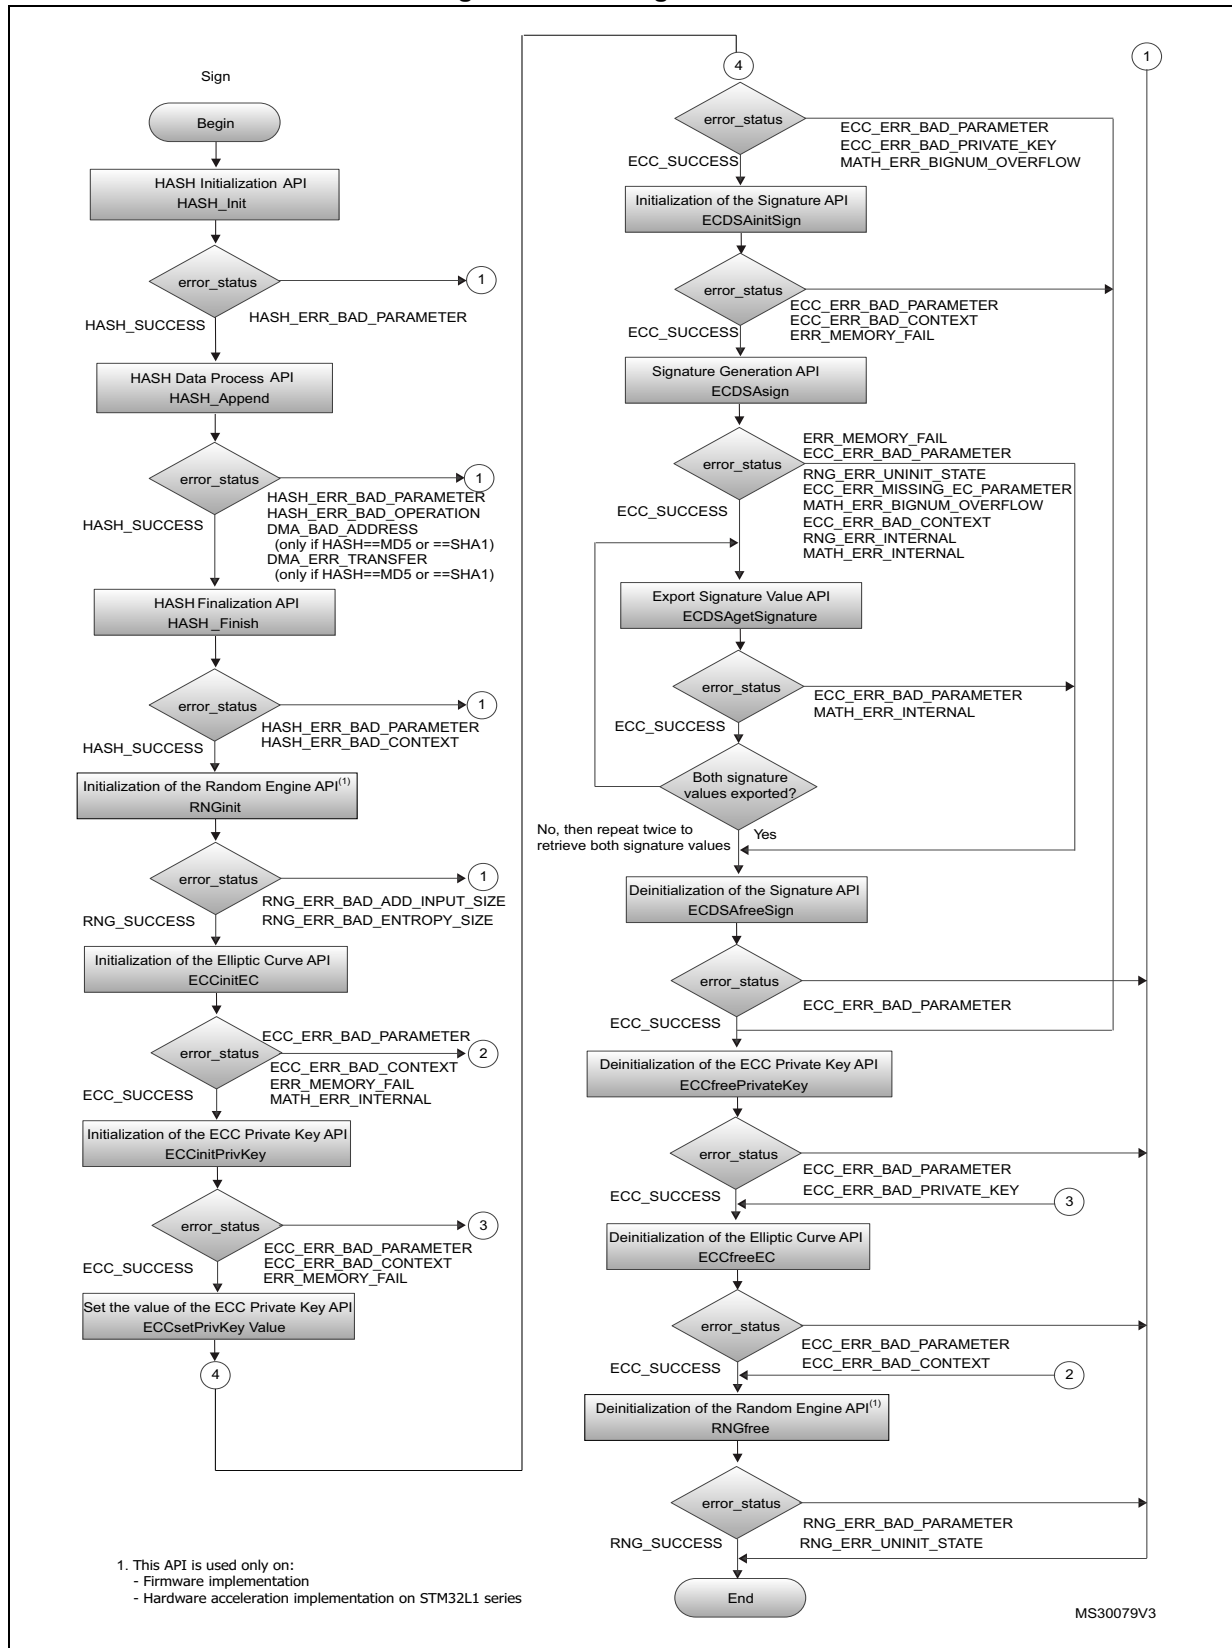 Sign
Begin
HASH Initialization API
HASH_Init
error_status
1
HASH_SUCCESS
HASH_ERR_BAD_PARAMETER
HASH Data Process API
HASH_Append
error_status
1
HASH_ERR_BAD_PARAMETER
HASH_ERR_BAD_OPERATION
HASH_SUCCESS
DMA_BAD_ADDRESS
(only if HASH==MD5 or ==SHA1)
DMA_ERR_TRANSFER
(only if HASH==MD5 or ==SHA1)
HASH Finalization API
HASH _Finish
error_status
1
HASH_ERR_BAD_PARAMETER
HASH_ERR_BAD_CONTEXT
HASH_SUCCESS
Initialization of the Random Engine API(1)
RNGinit
error_status
1
RNG_ERR_BAD_ADD_INPUT_SIZE
RNG_SUCCESS
RNG_ERR_BAD_ENTROPY_SIZE
Initialization of the Elliptic Curve API
ECCinitEC
ECC_ERR_BAD_PARAMETER
error_status
2
ECC_ERR_BAD_CONTEXT
ERR_MEMORY_FAIL
ECC_SUCCESS
MATH_ERR_INTERNAL
Initialization of the ECC Private Key API
ECCinitPrivKey
error_status
3
ECC_ERR_BAD_PARAMETER
ECC_ERR_BAD_CONTEXT
ECC_SUCCESS
ERR_MEMORY_FAIL
Set the value of the ECC Private Key API
ECCsetPrivKey Value
4
4
1
error_status
ECC_ERR_BAD_PARAMETER
ECC_ERR_BAD_PRIVATE_KEY
ECC_SUCCESS
MATH_ERR_BIGNUM_OVERFLOW
Initialization of the Signature API
ECDSAinitSign
error_status
ECC_ERR_BAD_PARAMETER
ECC_ERR_BAD_CONTEXT
ECC_SUCCESS
ERR_MEMORY_FAIL
Signature Generation API
ECDSAsign
ERR_MEMORY_FAIL
ECC_ERR_BAD_PARAMETER
error_status
RNG_ERR_UNINIT_STATE
ECC_ERR_MISSING_EC_PARAMETER
MATH_ERR_BIGNUM_OVERFLOW
ECC_SUCCESS
ECC_ERR_BAD_CONTEXT
RNG_ERR_INTERNAL
MATH_ERR_INTERNAL
Export Signature Value API
ECDSAgetSignature
error_status
ECC_ERR_BAD_PARAMETER
MATH_ERR_INTERNAL
ECC_SUCCESS
Both signature
values exported?
No, then repeat twice to
retrieve both signature values
Yes
Deinitialization of the Signature API
ECDSAfreeSign
error_status
ECC_ERR_BAD_PARAMETER
ECC_SUCCESS
Deinitialization of the ECC Private Key API
ECCfreePrivateKey
error_status
ECC_ERR_BAD_PARAMETER
ECC_SUCCESS
ECC_ERR_BAD_PRIVATE_KEY
3
Deinitialization of the Elliptic Curve API
ECCfreeEC
error_status
ECC_ERR_BAD_PARAMETER
ECC_SUCCESS
ECC_ERR_BAD_CONTEXT
2
Deinitialization of the Random Engine API(1)
RNGfree
error_status
RNG_ERR_BAD_PARAMETER
RNG_SUCCESS
RNG_ERR_UNINIT_STATE
End
1. This API is used only on:
- Firmware implementation
- Hardware acceleration implementation on STM32L1 series
MS30079V3